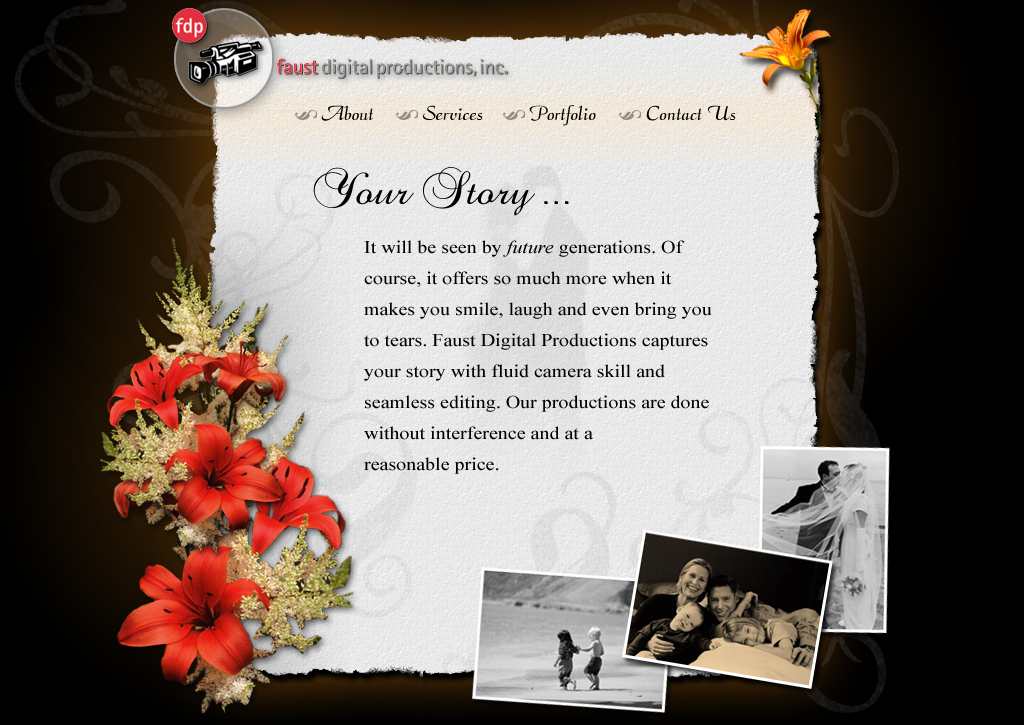 fdp
faust digital productions, inc.
About Services Portfolio Contact Us
Your Story ...
It will be seen by future generations. Of
course, it offers so much more when it
makes you smile, laugh and even bring you
to tears. Faust Digital Productions captures
your story with fluid camera skill and
seamless editing. Our productions are done
without interference and at a
reasonable price.